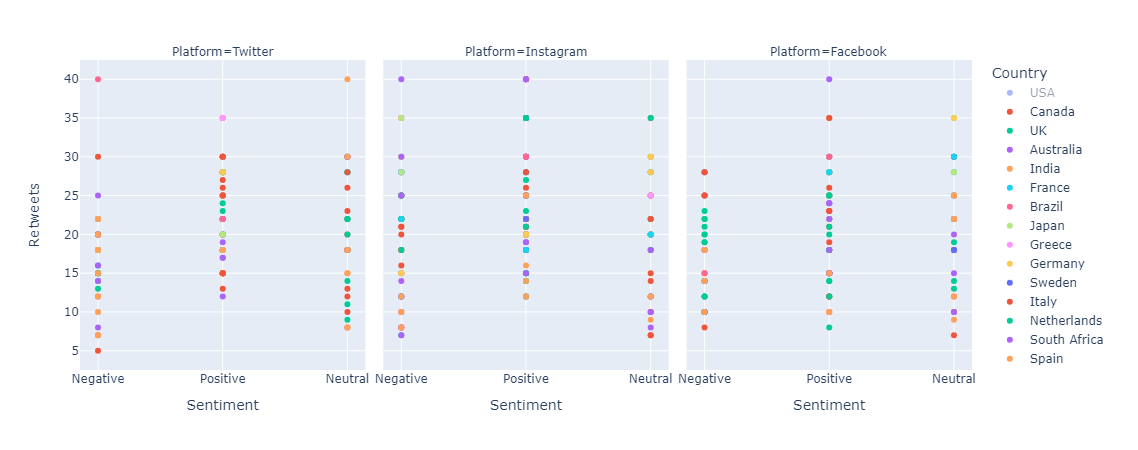 Platform=Twitter
Platform=Instagram
Platform=Facebook
Retweets
40
35
30
25
20
15
10
5
Negative
Positive
Neutral
Negative
Positive
Neutral
Negative
Positive
Neutral
Sentiment
Sentiment
Sentiment
Country
USA
Canada
UK
Australia
India
France
Brazil
Japan
Greece
Germany
Sweden
Italy
Netherlands
South Africa
Spain